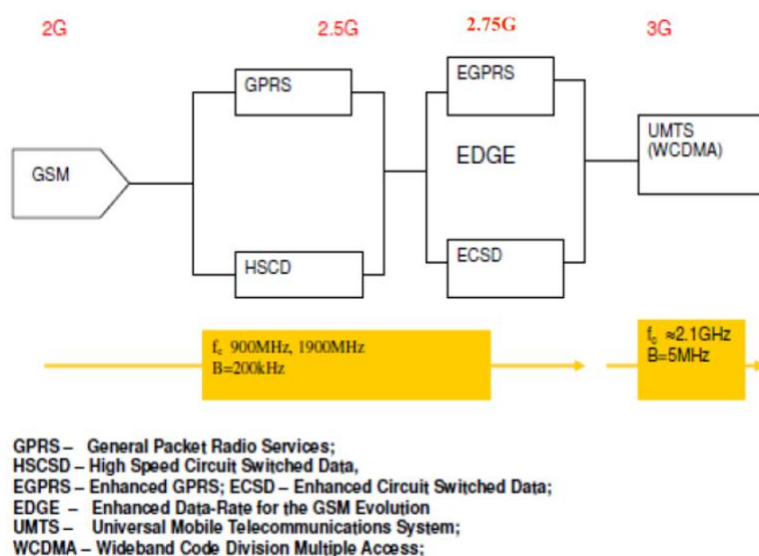 2G 2.5G 2.75G 3G
GPRS EGPRS
GSM EDGE UMTS
(WCDMA)
HSCD ECSD
fc 900MHz, 1900MHz
B=200kHz
fc ≈2.1GHz
B=5MHz
GPRS – General Packet Radio Services;
HSCSD – High Speed Circuit Switched Data,
EGPRS – Enhanced GPRS; ECSD – Enhanced Circuit Switched Data;
EDGE – Enhanced Data-Rate for the GSM Evolution
UMTS – Universal Mobile Telecommunications System;
WCDMA – Wideband Code Division Multiple Access;